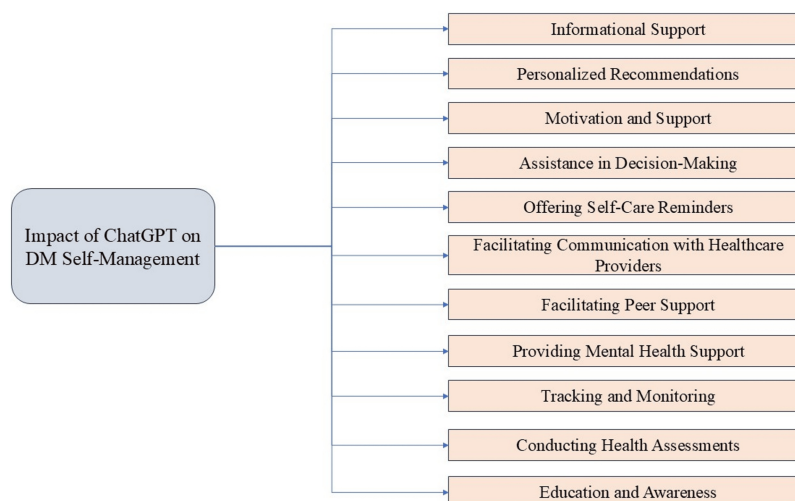 Impact of ChatGPT on
DM Self-Management
Informational Support
Personalized Recommendations
Motivation and Support
Assistance in Decision-Making
Offering Self-Care Reminders
Facilitating Communication with Healthcare
Providers
Facilitating Peer Support
Providing Mental Health Support
Tracking and Monitoring
Conducting Health Assessments
Education and Awareness